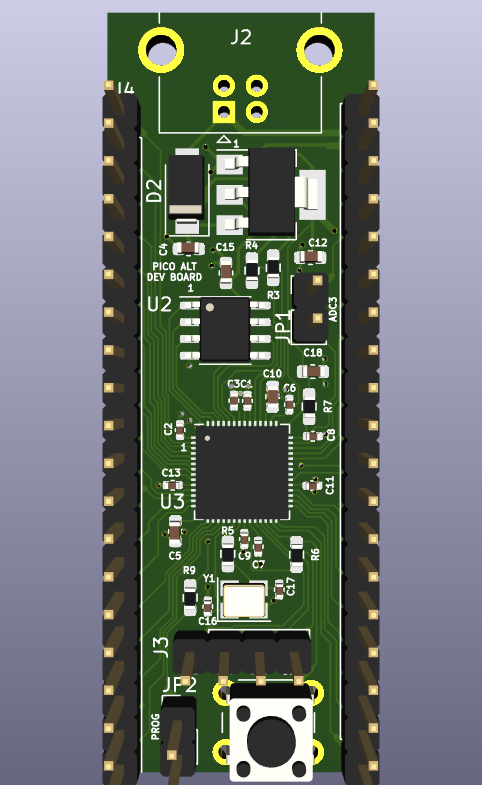 J2
J4
1
D2
C4
C15
R4
C12
PICO ALT
DEV BOARD
R3
1
U2
JP1
ADC3
C18
C3
C1
C10
C6
R7
C2
C8
1
C13
C11
U3
R5
C5
C9
C7
R6
R9
Y1
C17
C16
J3
JP2
PROG